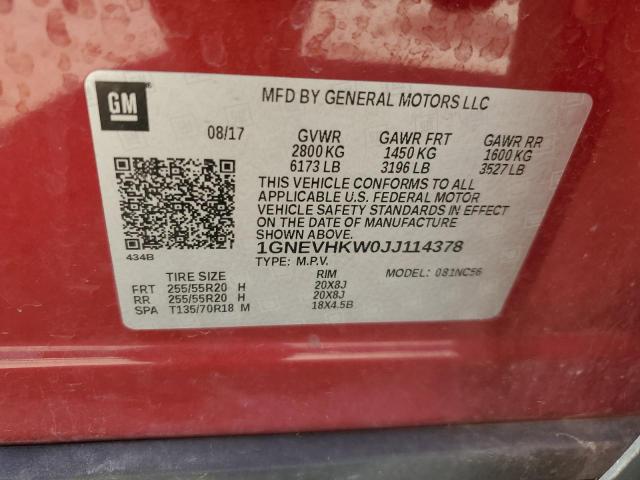 GM
MFD BY GENERAL MOTORS LLC
08/17 GVWR GAWR FRT GAWR RR
2800 KG 1450 KG 1600 KG
6173 LB 3196 LB 3527 LB
THIS VEHICLE CONFORMS TO ALL
APPLICABLE U.S. FEDERAL MOTOR
VEHICLE SAFETY STANDARDS IN EFFECT
ON THE DATE OF MANUFACTURE
SHOWN ABOVE.
434B
1GNEVHKW0JJ114378
TYPE: M.P.V. MODEL: 081NC56
TIRE SIZE RIM
FRT 255/55R20 H 20X8J
RR 255/55R20 H 20X8J
SPA T135/70R18 M 18X4.5B